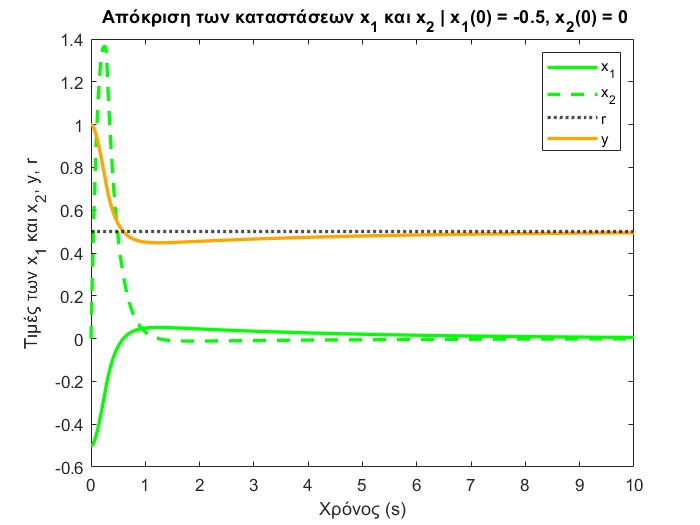 Απόκριση των καταστάσεων x₁ και x₂ | x₁(0) = -0.5, x₂(0) = 0
1.4
1.2
1
0.8
0.6
0.4
0.2
0
-0.2
-0.4
-0.6
Τιμές των x₁ και x₂, y, r
x₁
x₂
r
y
0 1 2 3 4 5 6 7 8 9 10
Χρόνος (s)